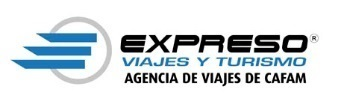 EXPRESO®
VIAJES Y TURISMO
AGENCIA DE VIAJES DE CAFAM